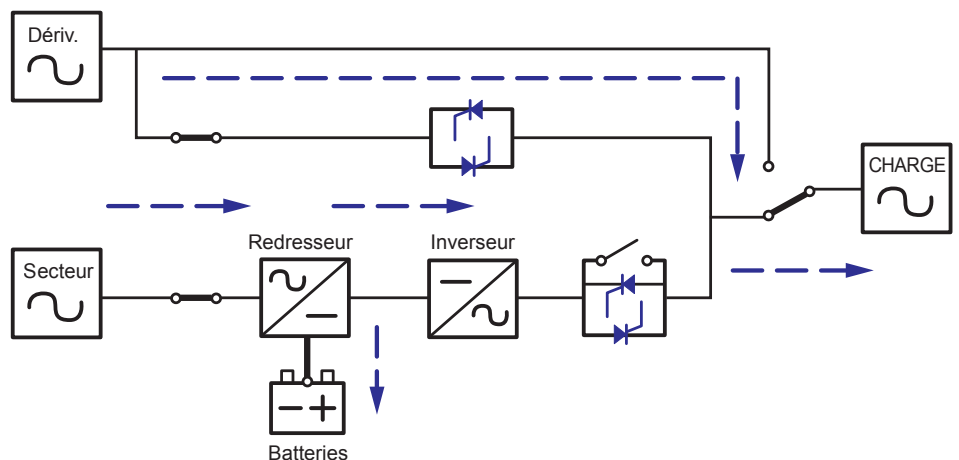 Dériv.
CHARGE
Redresseur
Inverseur
Secteur
Batteries